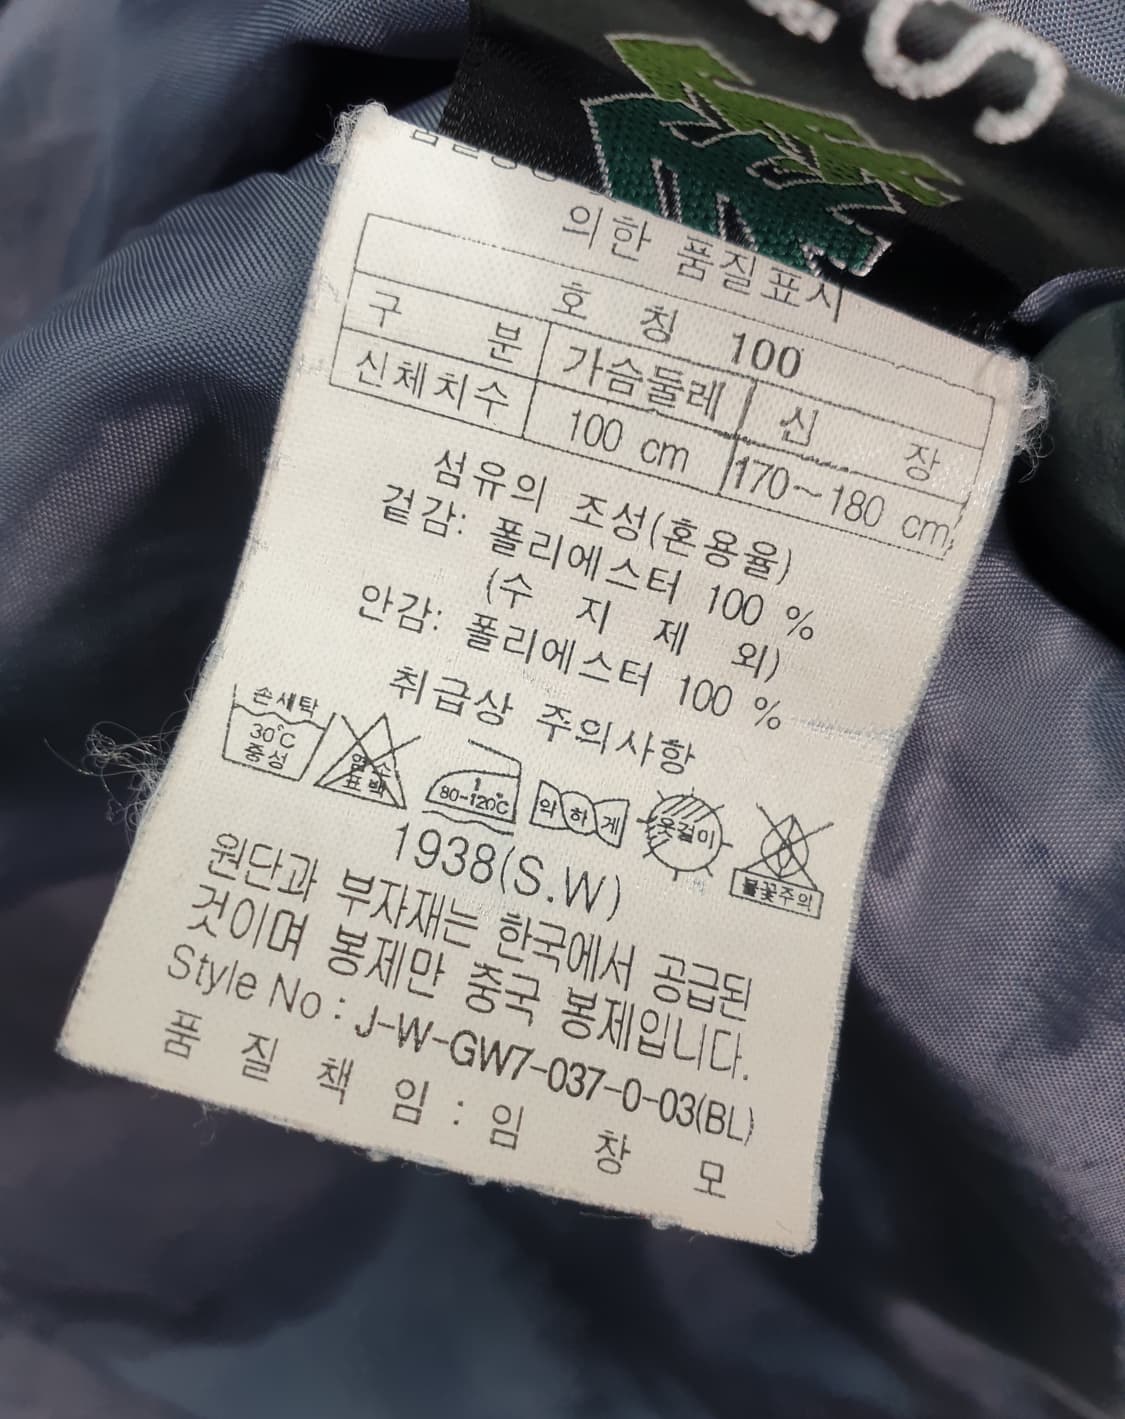 S
의한 품질표시
호 칭 100
구 분 가슴둘레 신 장
신체치수 100 cm 170~180 cm
섬유의 조성(혼용율)
겉감: 폴리에스터 100 %
(수 지 제 외)
안감: 폴리에스터 100 %
취급상 주의사항
손세탁 30℃ 중성 염소 표백 80-120℃ 약하게 옷걸이 불꽃주의
1938(S.W)
원단과 부자재는 한국에서 공급된
것이며 봉제만 중국 봉제입니다.
Style No : J-W-GW7-037-0-03(BL)
품 질 책 임 : 임 창 모